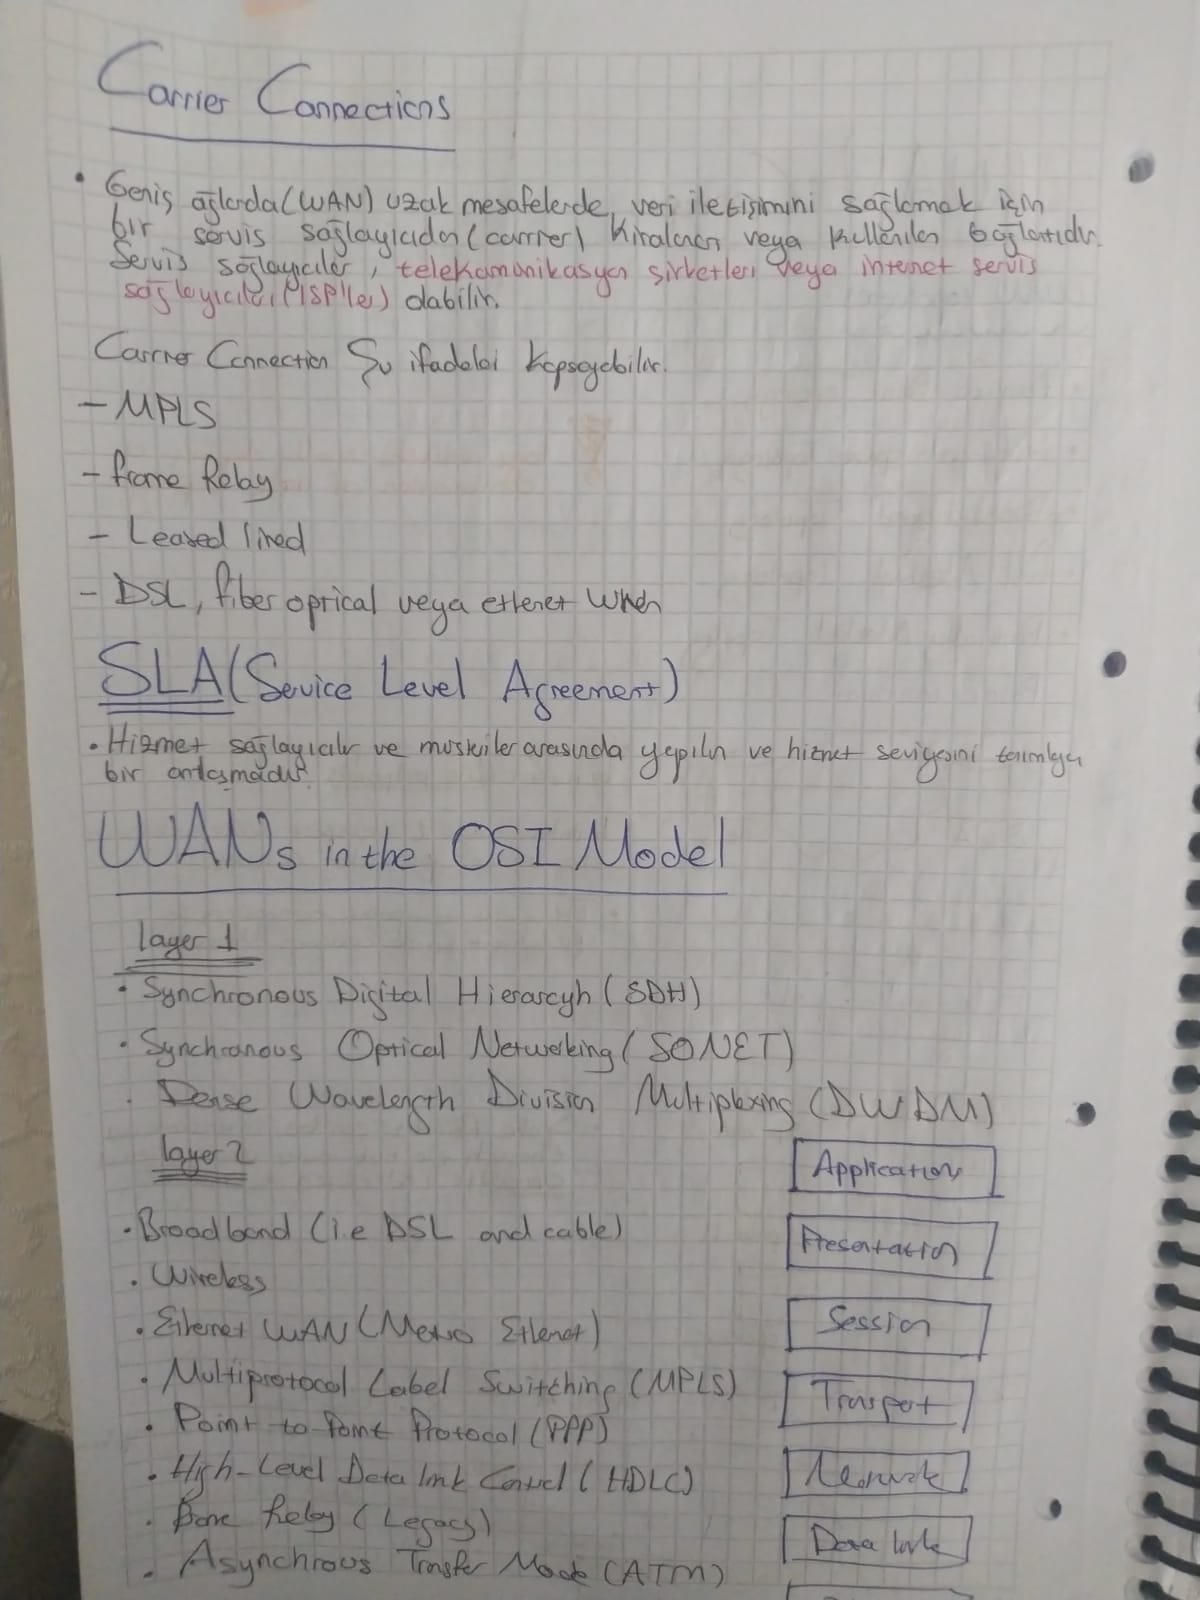 Carrier Connections
• Geniş ağlarda (WAN) uzak mesafelerde, veri iletişimini sağlamak için
bir servis sağlayıcıdan (carrier) kiralanan veya kullanılan bağlantıdır.
Servis sağlayıcılar, telekomünikasyon şirketleri veya internet servis
sağlayıcıları (ISP'ler) olabilir.
Carrier Connection Şu ifadeleri kapsayabilir.
- MPLS
- frame Relay
- Leased lined
- DSL, fiber optical veya etternet
SLA (Service Level Agreement)
• Hizmet sağlayıcılar ve müşteriler arasında yapılan ve hizmet seviyesini tanımlayan
bir antlaşmadır.
WANs in the OSI Model
layer 1
• Synchronous Digital Hierarcyh (SDH)
• Synchronous Optical Networking (SONET)
• Dense Wavelength Division Multiplexing (DWDM)
layer 2
Application
• Broadband (i.e DSL and cable)
Presentation
• Wireless
Session
• Ethernet WAN (Metro Ethernet)
• Multiprotocol Label Switching (MPLS)
Transport
• Point-to-Point Protocol (PPP)
• High-Level Data link Control (HDLC)
Network
• Frame Relay (Legacy)
Data link
• Asynchrous Transfer Mode (ATM)